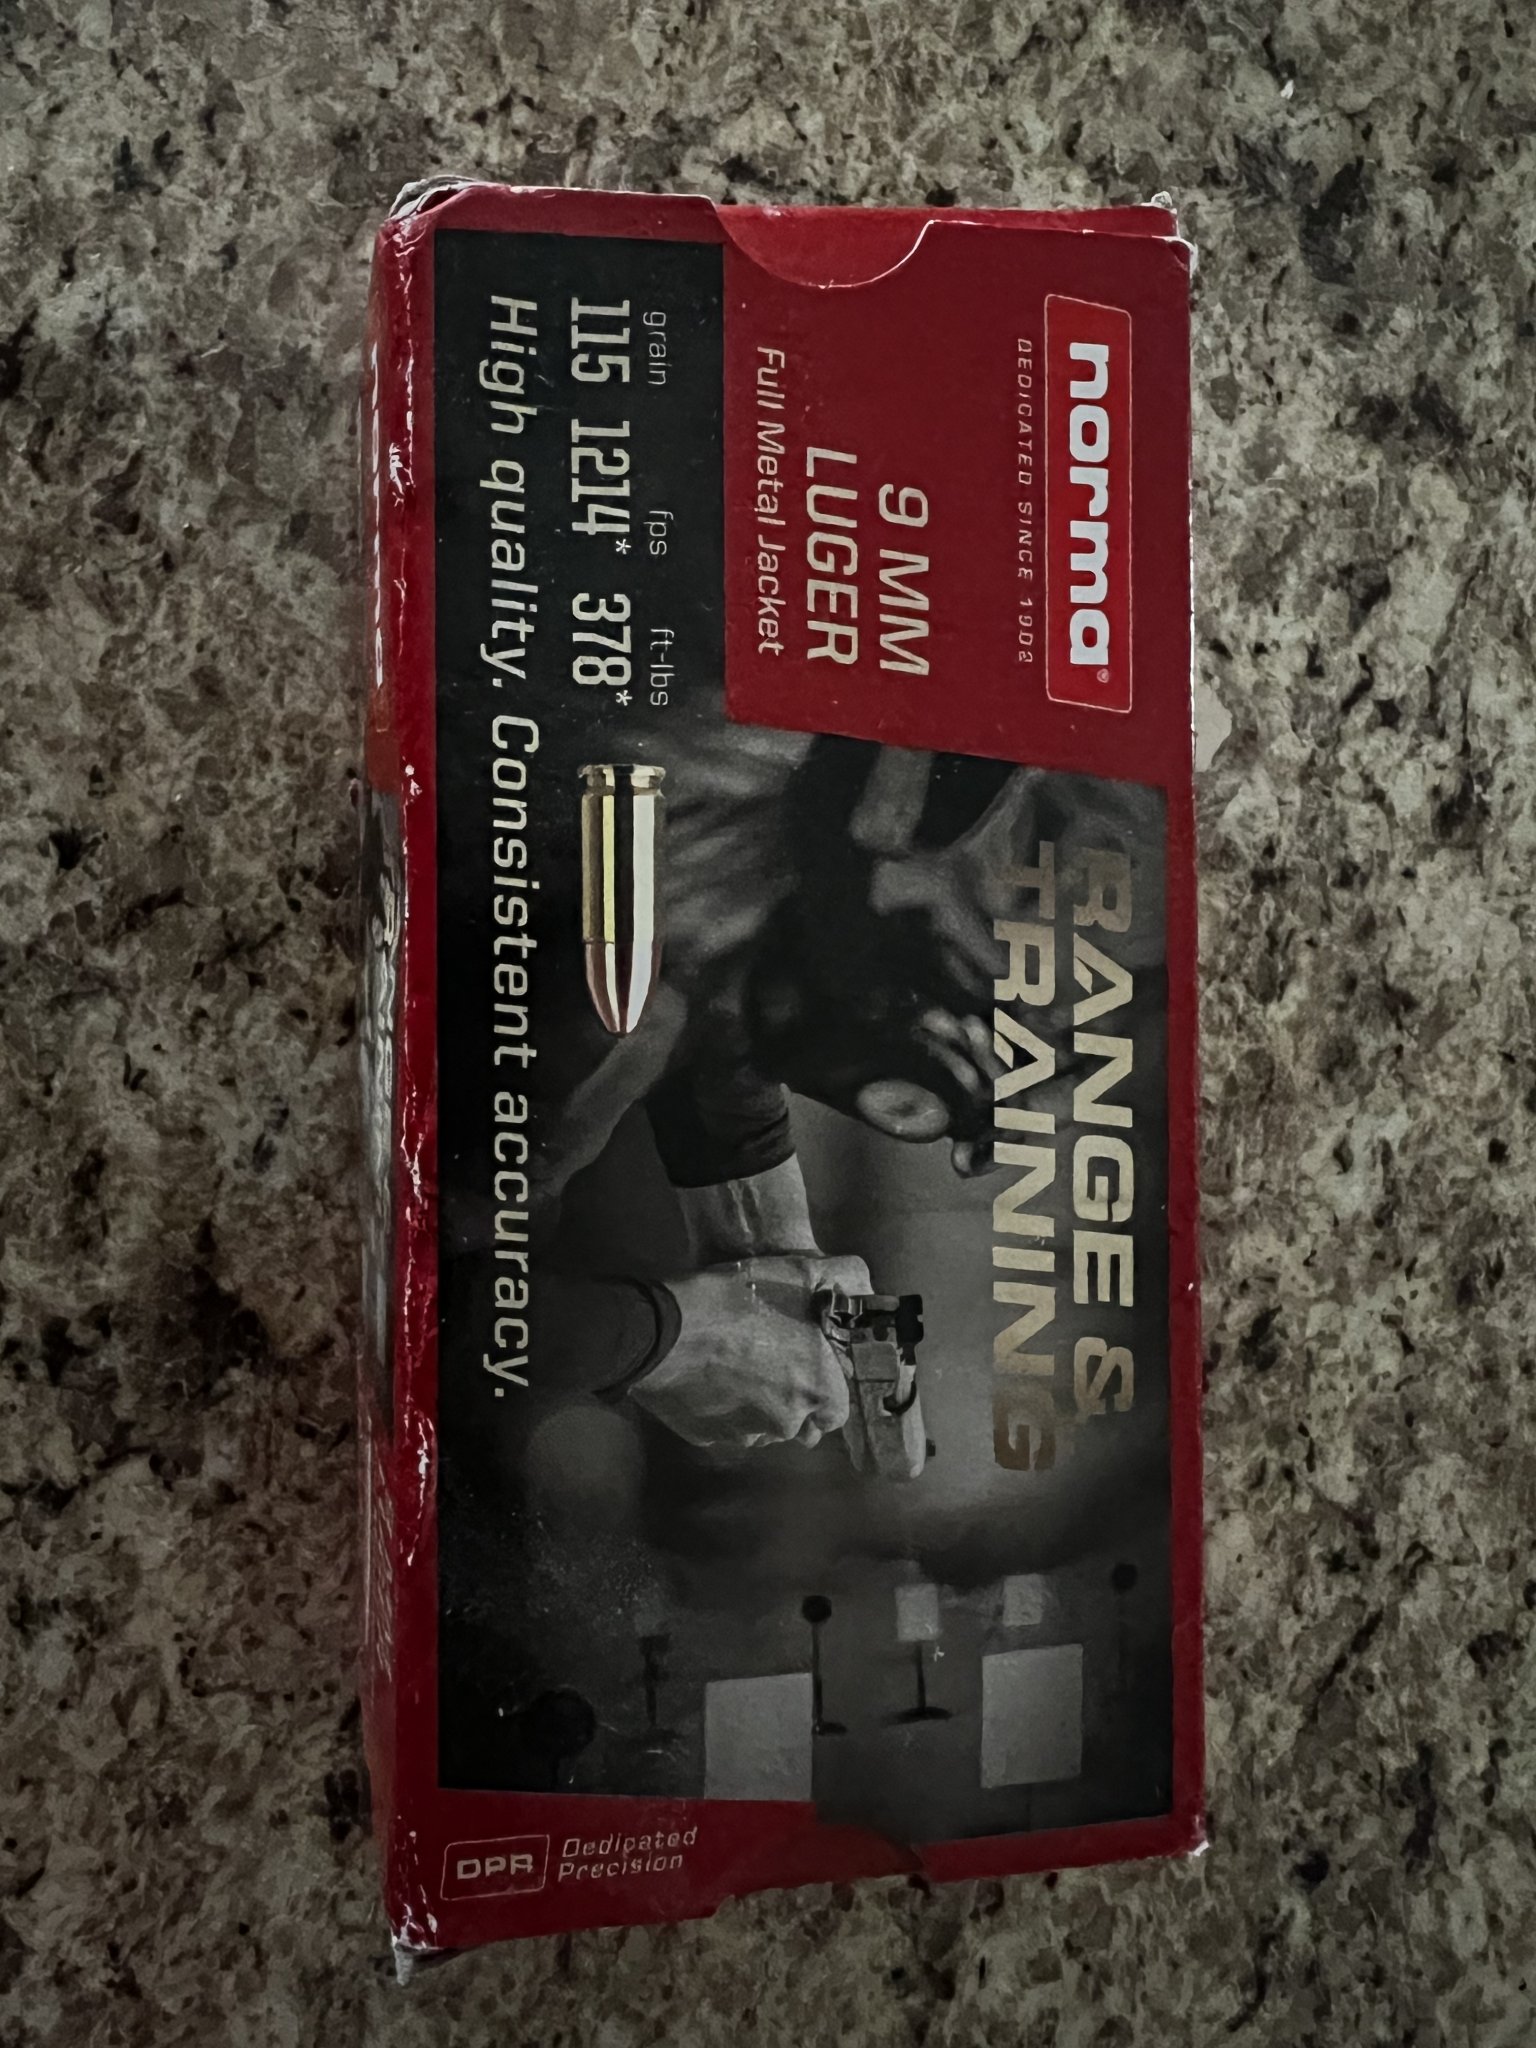 norma®
DEDICATED SINCE 1902
9 MM
LUGER
Full Metal Jacket
RANGE &
TRAINING
grain fps ft-lbs
115 1214* 378*
High quality. Consistent accuracy.
DPR Dedicated
Precision
norma